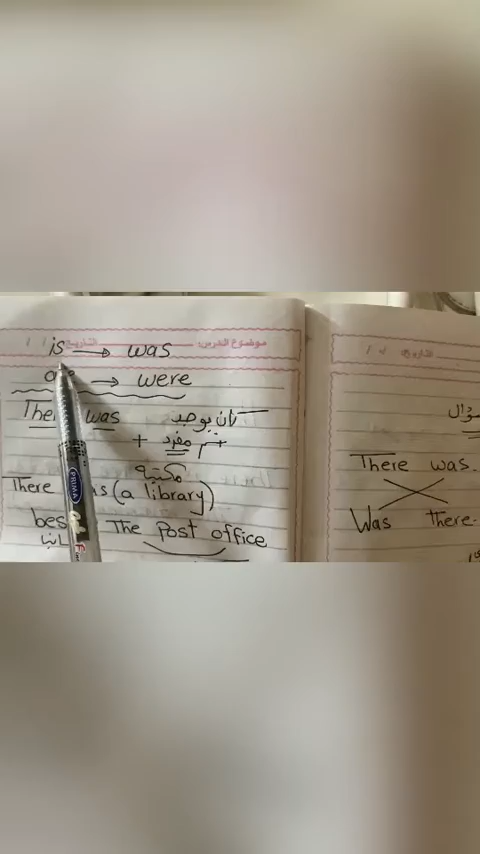 موضوع الدرس: التاريخ: / /
is → was
are → were
There was كان يوجد
+ مفرد
مكتبة
There (a library)
The post office
PRIMA
التاريخ: / /
سؤال
There was.
Was there.